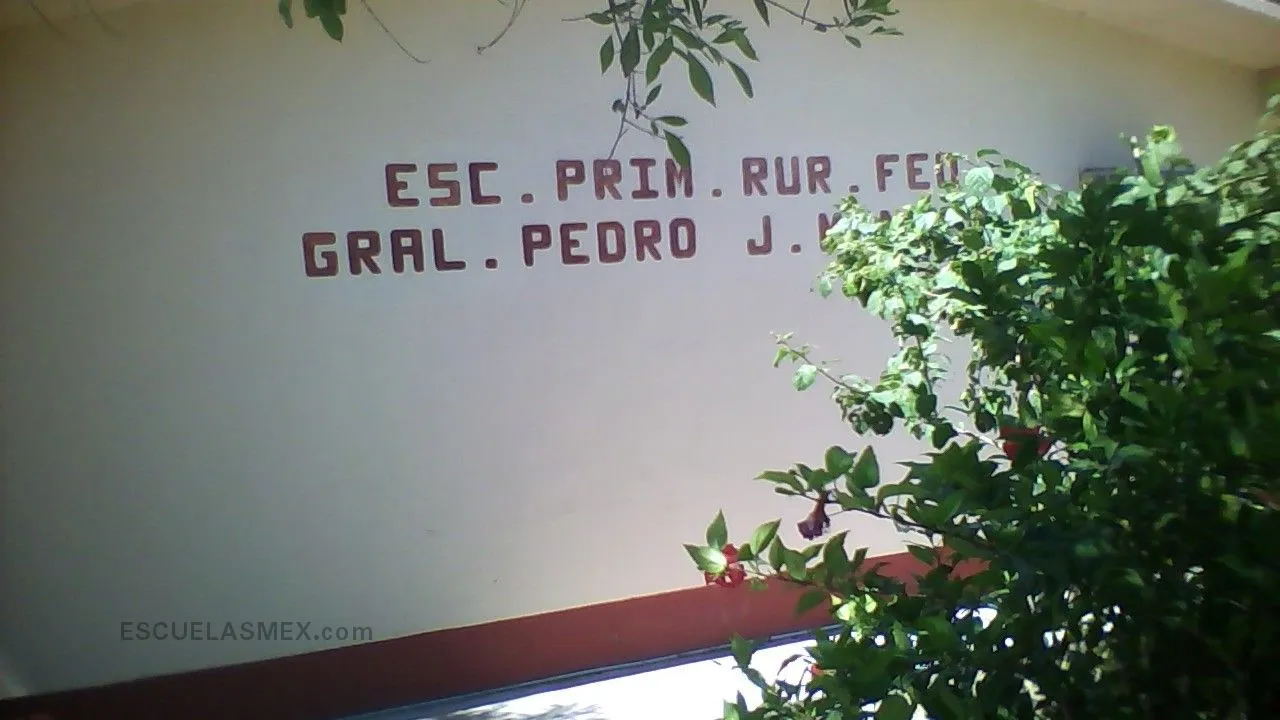 ESC. PRIM. RUR. FED
GRAL. PEDRO J.
ESCUELASMEX.com